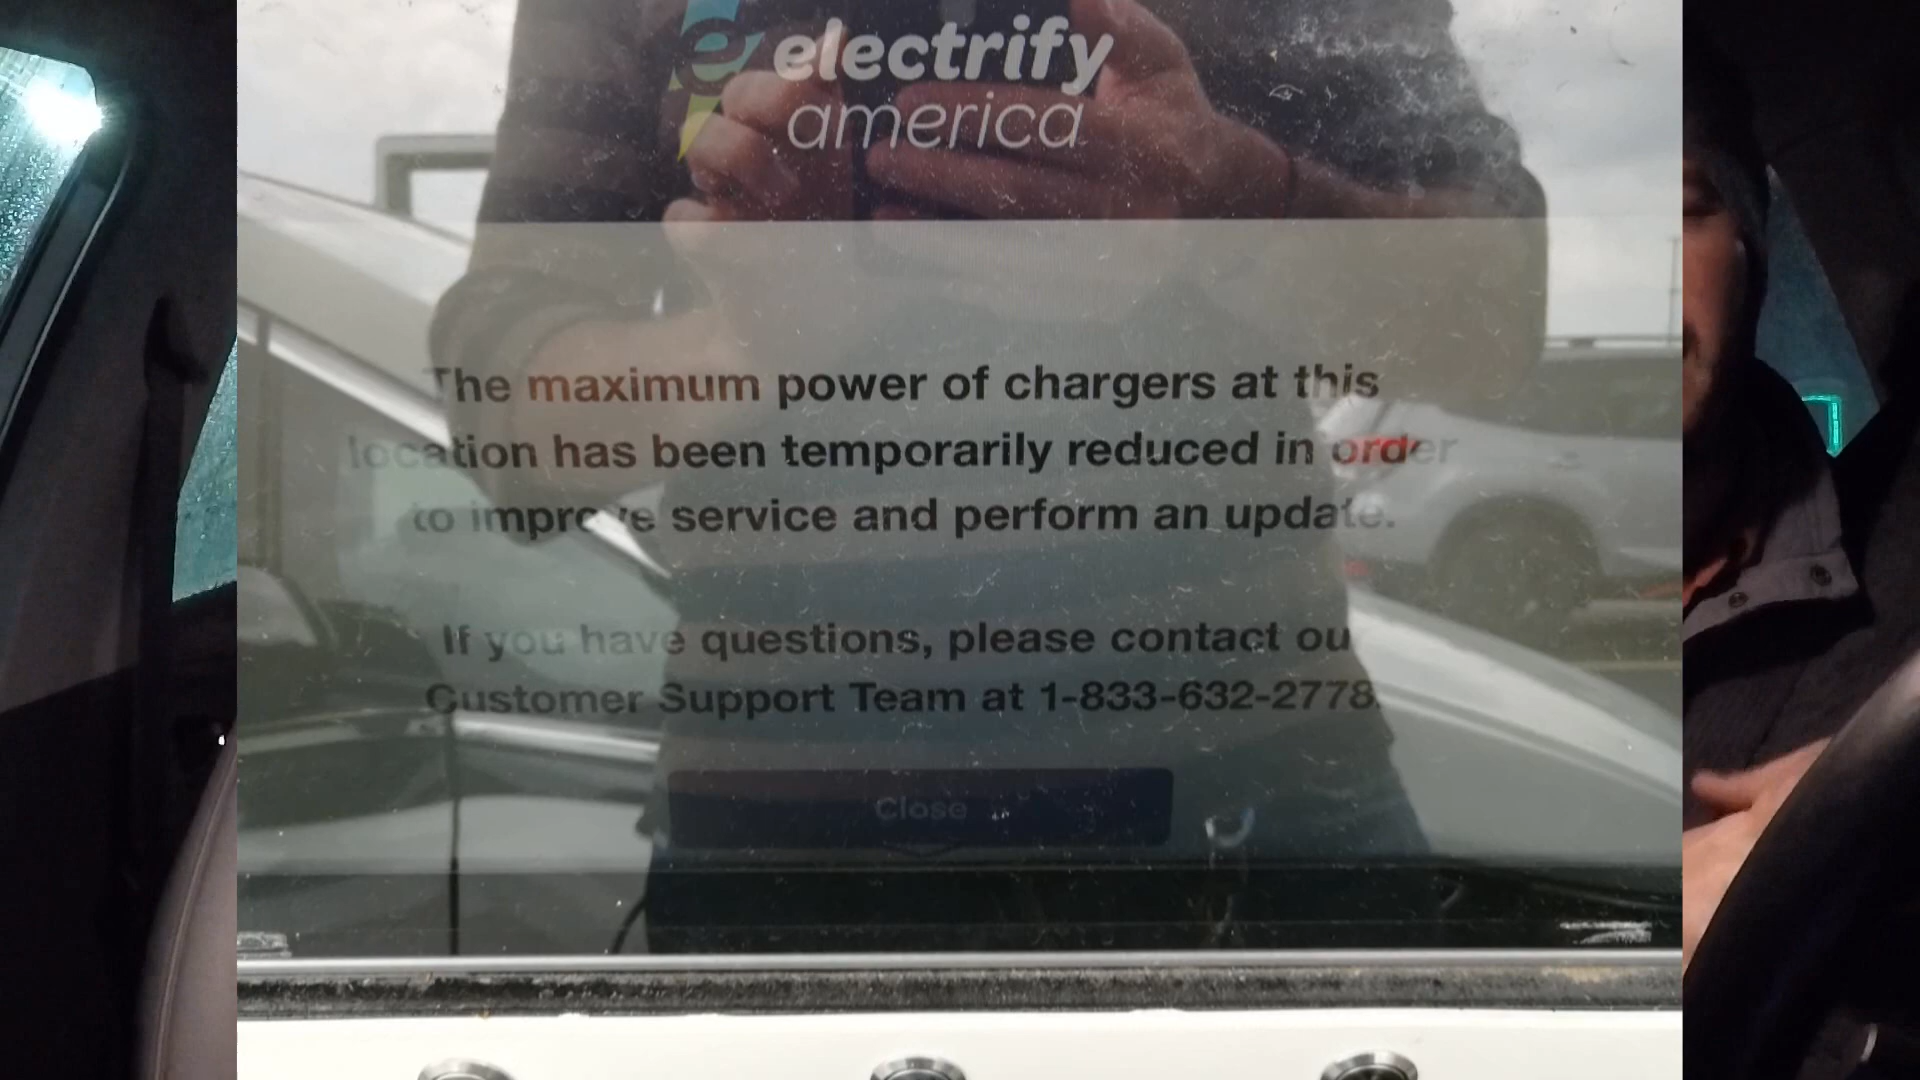 electrify
america
The maximum power of chargers at this
location has been temporarily reduced in order
to improve service and perform an update.
If you have questions, please contact our
Customer Support Team at 1-833-632-2778.
Close